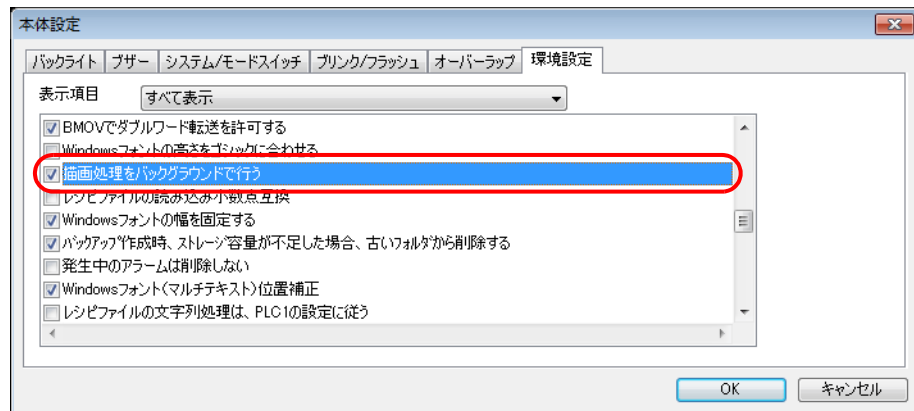 本体設定
バックライト ブザー システム/モードスイッチ ブリンク/フラッシュ オーバーラップ 環境設定
表示項目 すべて表示
BMOVでダブルワード転送を許可する
Windowsフォントの高さをゴシックに合わせる
描画処理をバックグラウンドで行う
レシピファイルの読み込み小数点互換
Windowsフォントの幅を固定する
バックアップ作成時、ストレージ容量が不足した場合、古いフォルダから削除する
発生中のアラームは削除しない
Windowsフォント(マルチテキスト)位置補正
レシピファイルの文字列処理は、PLC1の設定に従う
OK キャンセル